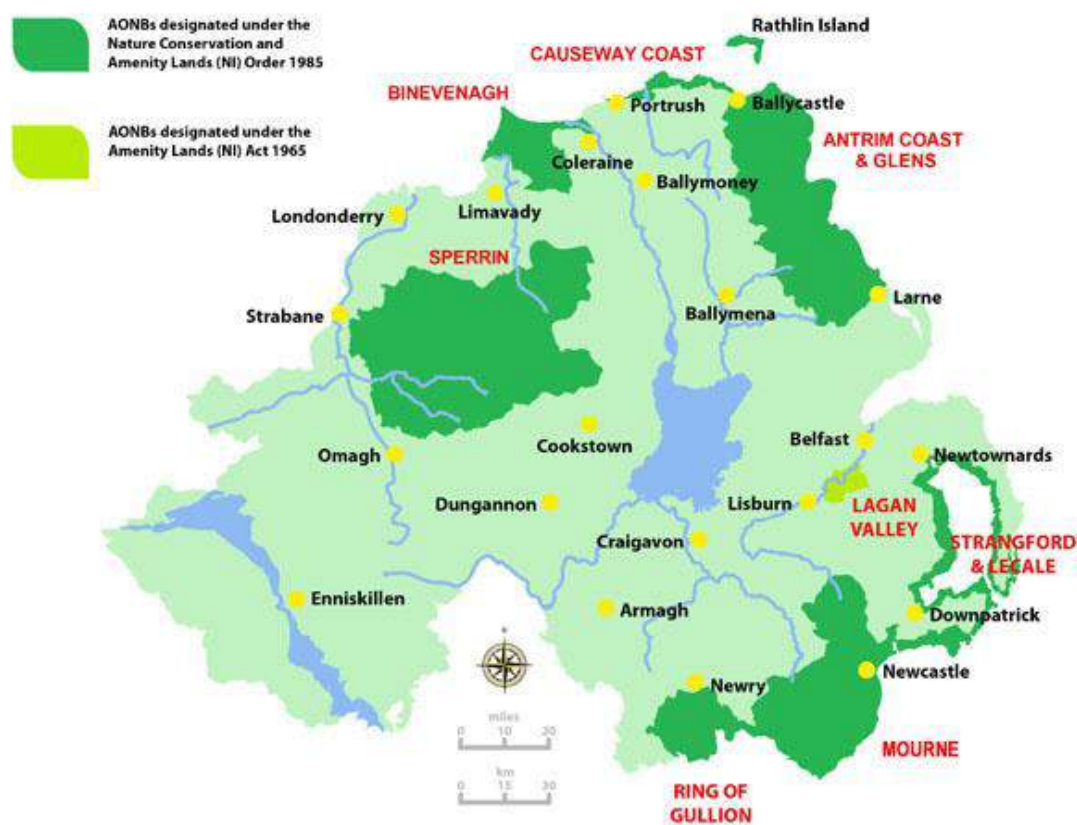 AONBs designated under the
Nature Conservation and
Amenity Lands (NI) Order 1985
AONBs designated under the
Amenity Lands (NI) Act 1965
Rathlin Island
CAUSEWAY COAST
BINEVENAGH
Portrush
Ballycastle
ANTRIM COAST
& GLENS
Coleraine
Ballymoney
Londonderry
Limavady
SPERRIN
Strabane
Ballymena
Larne
Omagh
Cookstown
Belfast
Newtownards
Dungannon
Lisburn
LAGAN
VALLEY
Craigavon
STRANGFORD
& LECALE
Enniskillen
Armagh
Downpatrick
Newry
Newcastle
miles
0 10 20
km
0 15 30
MOURNE
RING OF
GULLION